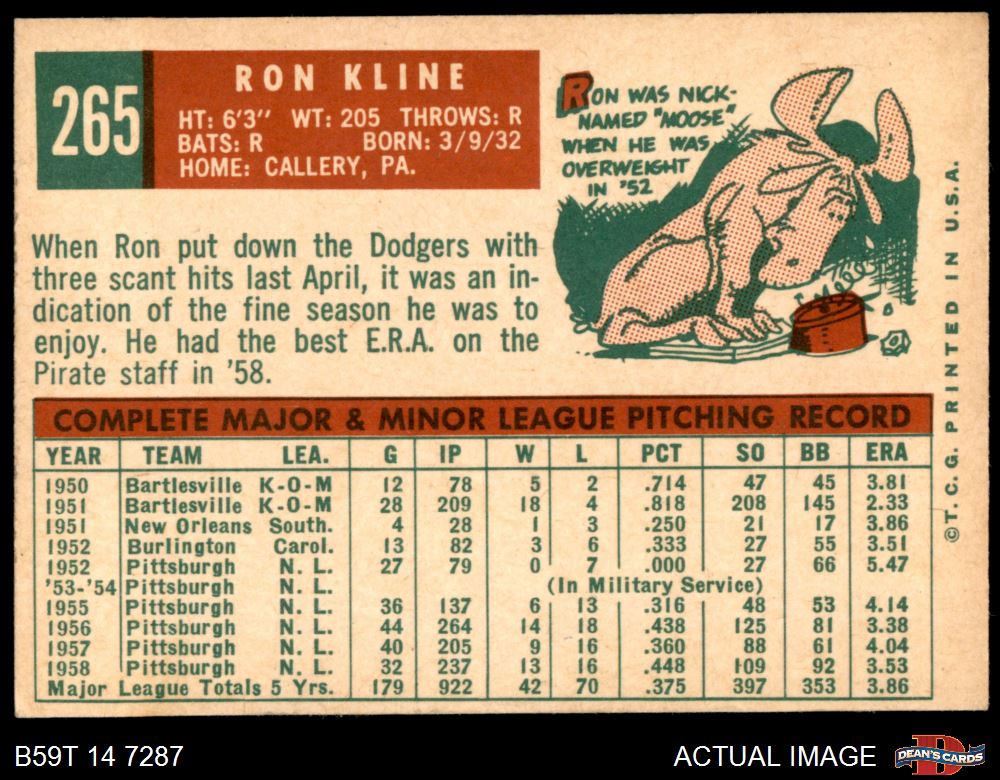 265
RON KLINE
HT: 6'3" WT: 205 THROWS: R
BATS: R BORN: 3/9/32
HOME: CALLERY, PA.
RON WAS NICK-
NAMED "MOOSE"
WHEN HE WAS
OVERWEIGHT
IN '52
When Ron put down the Dodgers with
three scant hits last April, it was an in-
dication of the fine season he was to
enjoy. He had the best E.R.A. on the
Pirate staff in '58.
COMPLETE MAJOR & MINOR LEAGUE PITCHING RECORD
YEAR TEAM LEA. G IP W L PCT SO BB ERA
1950 Bartlesville K-O-M 12 78 5 2 .714 47 45 3.81
1951 Bartlesville K-O-M 28 209 18 4 .818 208 145 2.33
1951 New Orleans South. 4 28 1 3 .250 21 17 3.86
1952 Burlington Carol. 13 82 3 6 .333 27 55 3.51
1952 Pittsburgh N. L. 27 79 0 7 .000 27 66 5.47
'53-'54 Pittsburgh N. L. (In Military Service)
1955 Pittsburgh N. L. 36 137 6 13 .316 48 53 4.14
1956 Pittsburgh N. L. 44 264 14 18 .438 125 81 3.38
1957 Pittsburgh N. L. 40 205 9 16 .360 88 61 4.04
1958 Pittsburgh N. L. 32 237 13 16 .448 109 92 3.53
Major League Totals 5 Yrs. 179 922 42 70 .375 397 353 3.86
©T. C. G. PRINTED IN U.S.A.
B59T 14 7287
ACTUAL IMAGE
DEAN'S CARDS